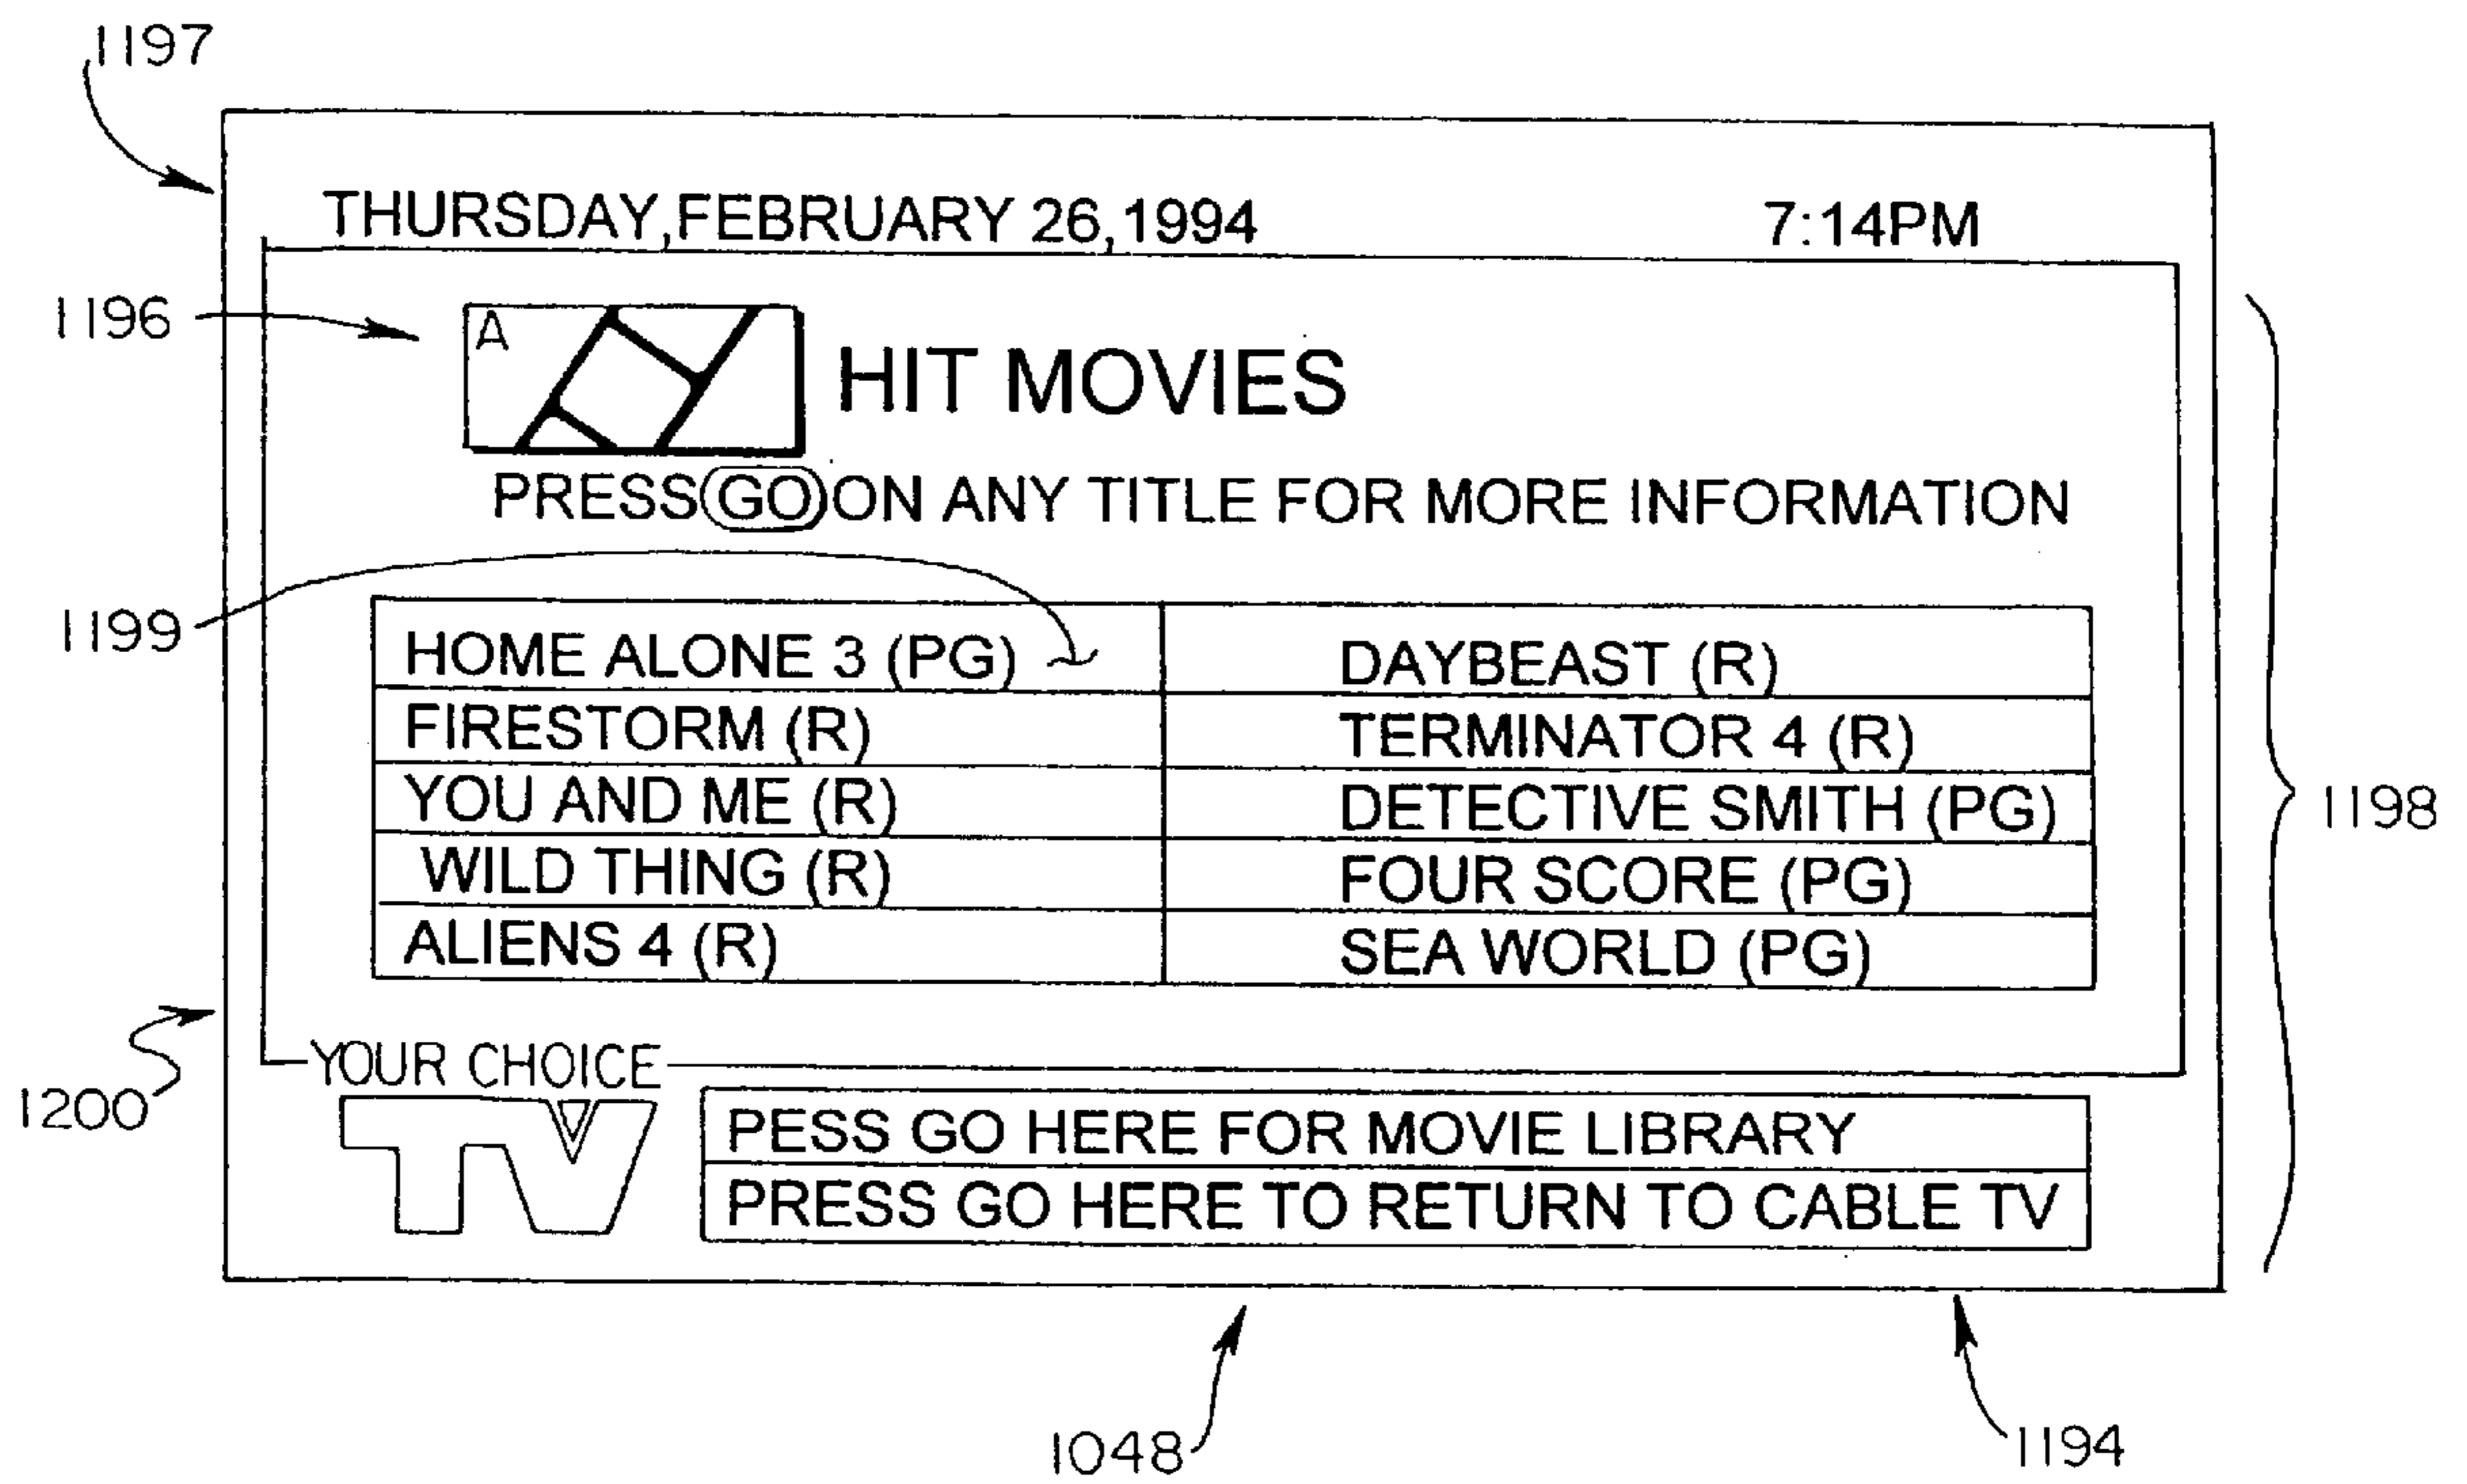 1197
THURSDAY,FEBRUARY 26,1994 7:14PM
1196
A
HIT MOVIES
PRESS GO ON ANY TITLE FOR MORE INFORMATION
1199
HOME ALONE 3 (PG) DAYBEAST (R)
FIRESTORM (R) TERMINATOR 4 (R)
YOU AND ME (R) DETECTIVE SMITH (PG)
1198
WILD THING (R) FOUR SCORE (PG)
ALIENS 4 (R) SEA WORLD (PG)
YOUR CHOICE
1200
TV
PESS GO HERE FOR MOVIE LIBRARY
PRESS GO HERE TO RETURN TO CABLE TV
1048
1194